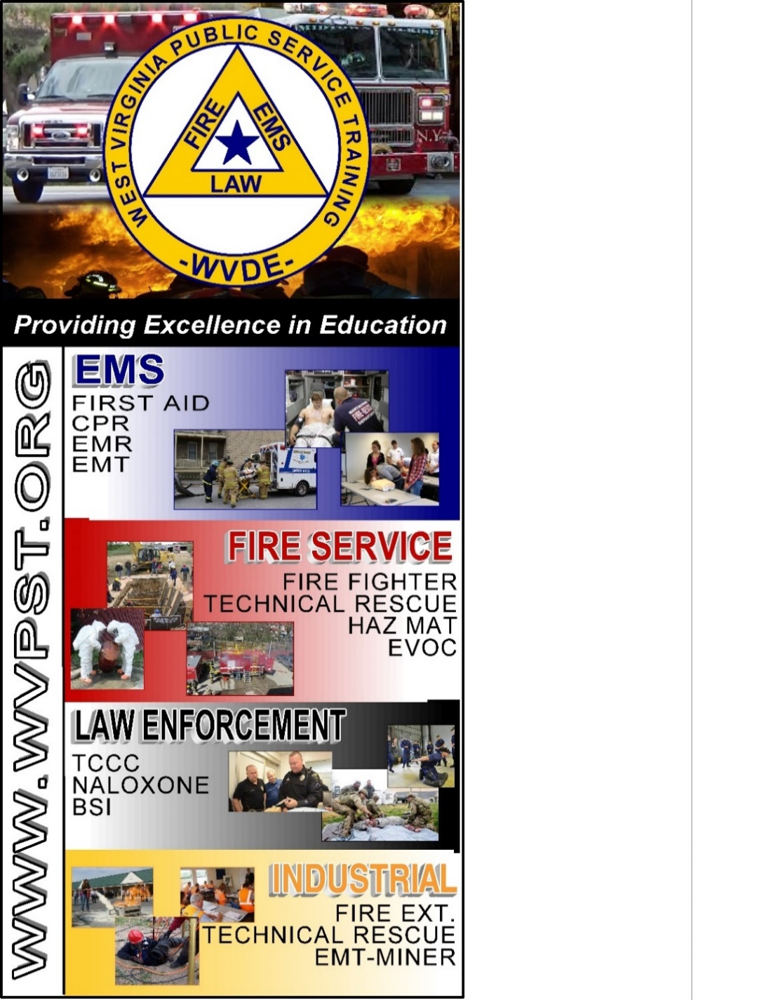 WEST VIRGINIA PUBLIC SERVICE TRAINING
FIRE
EMS
LAW
-WVDE-
N.Y.
Providing Excellence in Education
WWW.WVPST.ORG
EMS
FIRST AID
CPR
EMR
EMT
FIRE SERVICE
FIRE FIGHTER
TECHNICAL RESCUE
HAZ MAT
EVOC
LAW ENFORCEMENT
TCCC
NALOXONE
BSI
INDUSTRIAL
FIRE EXT.
TECHNICAL RESCUE
EMT-MINER